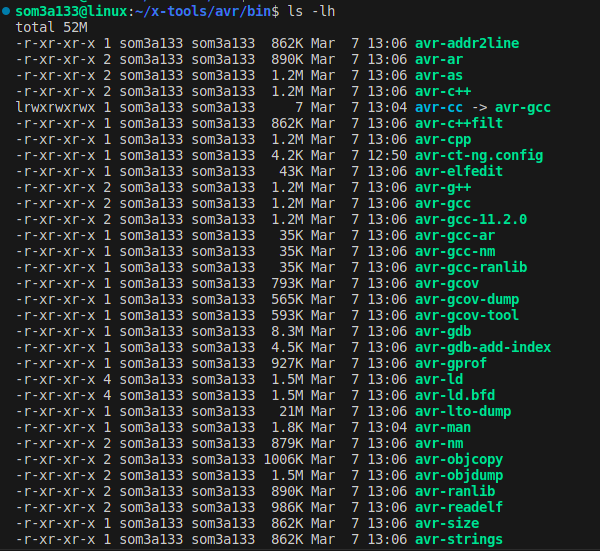 som3a133@linux:~/x-tools/avr/bin$ ls -lh
total 52M
-r-xr-xr-x 1 som3a133 som3a133  862K Mar  7 13:06 avr-addr2line
-r-xr-xr-x 2 som3a133 som3a133  890K Mar  7 13:06 avr-ar
-r-xr-xr-x 2 som3a133 som3a133  1.2M Mar  7 13:06 avr-as
-r-xr-xr-x 2 som3a133 som3a133  1.2M Mar  7 13:06 avr-c++
lrwxrwxrwx 1 som3a133 som3a133     7 Mar  7 13:04 avr-cc -> avr-gcc
-r-xr-xr-x 1 som3a133 som3a133  862K Mar  7 13:06 avr-c++filt
-r-xr-xr-x 1 som3a133 som3a133  1.2M Mar  7 13:06 avr-cpp
-r-xr-xr-x 1 som3a133 som3a133  4.2K Mar  7 12:50 avr-ct-ng.config
-r-xr-xr-x 1 som3a133 som3a133   43K Mar  7 13:06 avr-elfedit
-r-xr-xr-x 2 som3a133 som3a133  1.2M Mar  7 13:06 avr-g++
-r-xr-xr-x 2 som3a133 som3a133  1.2M Mar  7 13:06 avr-gcc
-r-xr-xr-x 2 som3a133 som3a133  1.2M Mar  7 13:06 avr-gcc-11.2.0
-r-xr-xr-x 1 som3a133 som3a133   35K Mar  7 13:06 avr-gcc-ar
-r-xr-xr-x 1 som3a133 som3a133   35K Mar  7 13:06 avr-gcc-nm
-r-xr-xr-x 1 som3a133 som3a133   35K Mar  7 13:06 avr-gcc-ranlib
-r-xr-xr-x 1 som3a133 som3a133  793K Mar  7 13:06 avr-gcov
-r-xr-xr-x 1 som3a133 som3a133  565K Mar  7 13:06 avr-gcov-dump
-r-xr-xr-x 1 som3a133 som3a133  593K Mar  7 13:06 avr-gcov-tool
-r-xr-xr-x 1 som3a133 som3a133  8.3M Mar  7 13:06 avr-gdb
-r-xr-xr-x 1 som3a133 som3a133  4.5K Mar  7 13:06 avr-gdb-add-index
-r-xr-xr-x 1 som3a133 som3a133  927K Mar  7 13:06 avr-gprof
-r-xr-xr-x 4 som3a133 som3a133  1.5M Mar  7 13:06 avr-ld
-r-xr-xr-x 4 som3a133 som3a133  1.5M Mar  7 13:06 avr-ld.bfd
-r-xr-xr-x 1 som3a133 som3a133   21M Mar  7 13:06 avr-lto-dump
-r-xr-xr-x 1 som3a133 som3a133  1.8K Mar  7 13:04 avr-man
-r-xr-xr-x 2 som3a133 som3a133  879K Mar  7 13:06 avr-nm
-r-xr-xr-x 2 som3a133 som3a133 1006K Mar  7 13:06 avr-objcopy
-r-xr-xr-x 2 som3a133 som3a133  1.5M Mar  7 13:06 avr-objdump
-r-xr-xr-x 2 som3a133 som3a133  890K Mar  7 13:06 avr-ranlib
-r-xr-xr-x 2 som3a133 som3a133  986K Mar  7 13:06 avr-readelf
-r-xr-xr-x 1 som3a133 som3a133  862K Mar  7 13:06 avr-size
-r-xr-xr-x 1 som3a133 som3a133  862K Mar  7 13:06 avr-strings